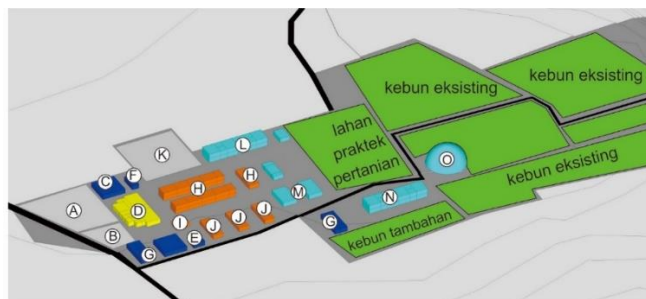 kebun eksisting
kebun eksisting
lahan
praktek
pertanian
L
K
C
F
H
H
O
A
D
M
N
kebun eksisting
B
I
J
J
J
G
G
E
kebun tambahan